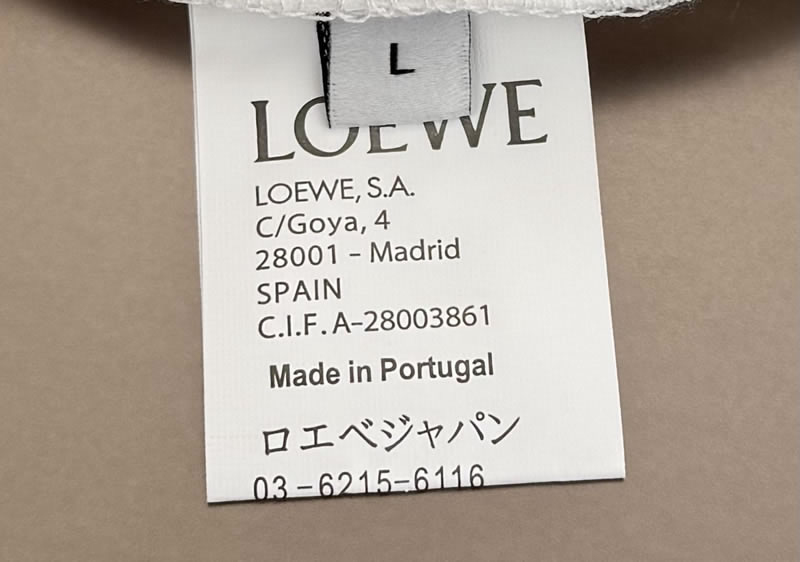 L
LOEWE
LOEWE, S.A.
C/Goya, 4
28001 - Madrid
SPAIN
C.I.F. A-28003861
Made in Portugal
ロエベジャパン
03-6215-6116